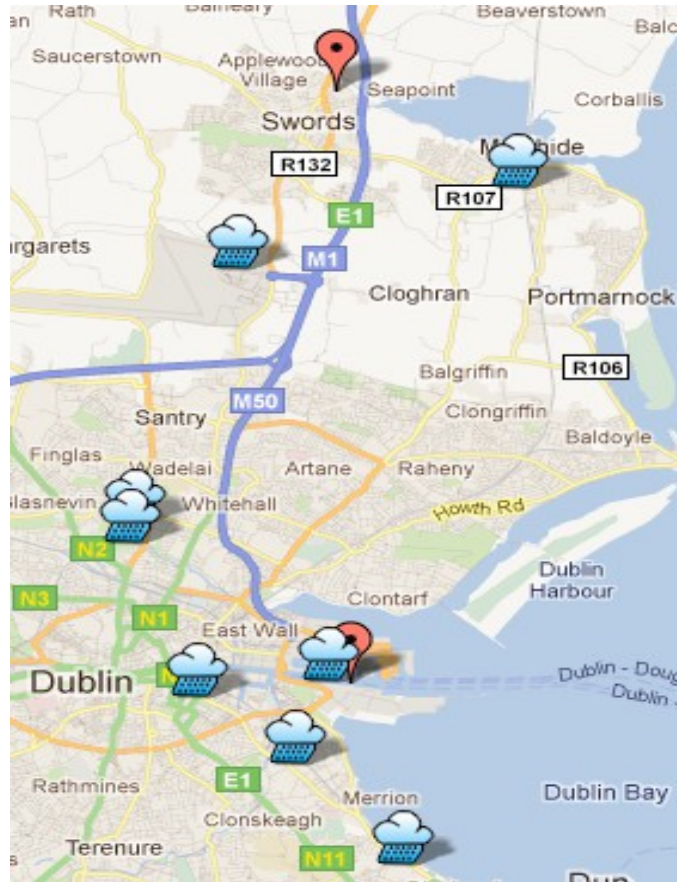 Rath
Balheary
Beaverstown
Saucerstown
Applewood
Village
Seapoint
Corballis
Swords
R132
R107
E1
M1
Cloghran
Portmarnock
R106
Balgriffin
M50
Santry
Clongriffin
Baldoyle
Finglas
Wadelai
Artane
Raheny
Whitehall
Howth Rd
N2
Dublin
Harbour
N3
N1
Clontarf
East Wall
Dublin - Doug
Dublin -
Dublin
E1
Rathmines
Merrion
Dublin Bay
Clonskeagh
Terenure
N11